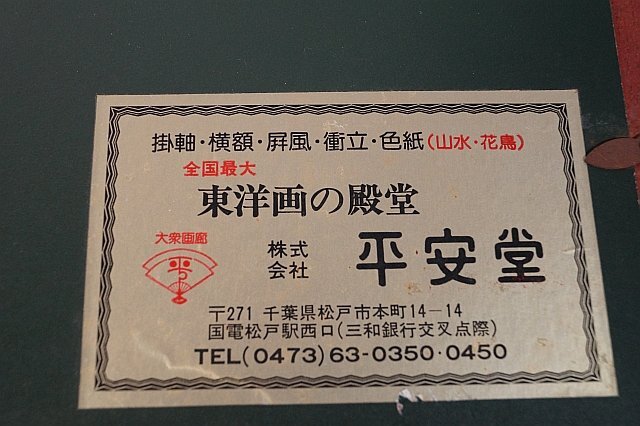 掛軸・横額・屛風・衝立・色紙(山水・花鳥)
全国最大
東洋画の殿堂
大衆画廊
株式会社 平安堂
〒271 千葉県松戸市本町14-14
国電松戸駅西口(三和銀行交叉点際)
TEL(0473)63-0350・0450